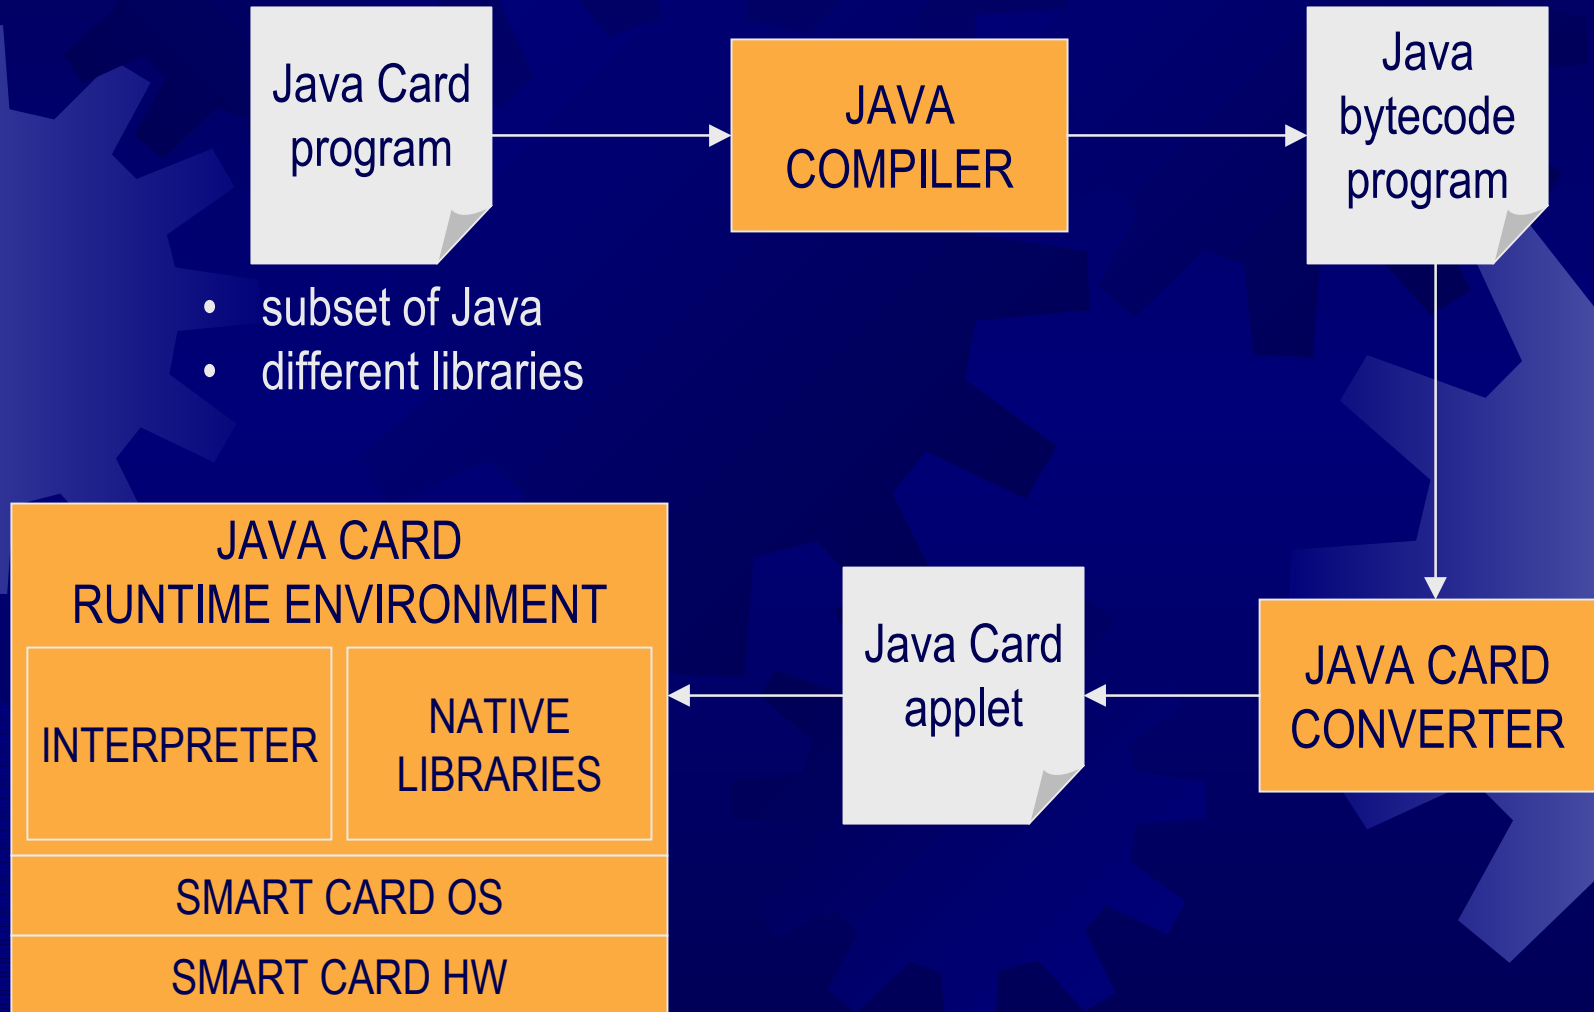 Java Card
program
JAVA
COMPILER
Java
bytecode
program
• subset of Java
• different libraries
JAVA CARD
RUNTIME ENVIRONMENT
INTERPRETER
NATIVE
LIBRARIES
SMART CARD OS
SMART CARD HW
Java Card
applet
JAVA CARD
CONVERTER